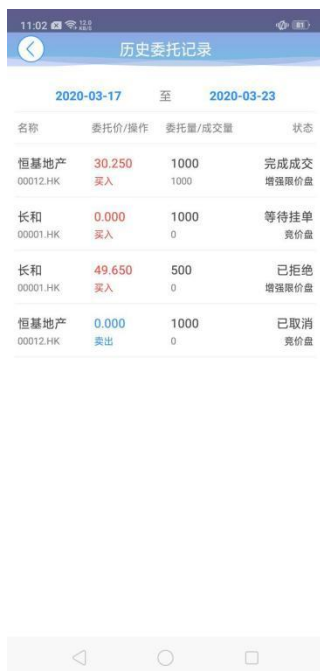 11:02 12.0 KB/S 81
历史委托记录
2020-03-17 至 2020-03-23
名称 委托价/操作 委托量/成交量 状态
恒基地产 30.250 1000 完成成交
00012.HK 买入 1000 增强限价盘
长和 0.000 1000 等待挂单
00001.HK 买入 0 竞价盘
长和 49.650 500 已拒绝
00001.HK 买入 0 增强限价盘
恒基地产 0.000 1000 已取消
00012.HK 卖出 0 竞价盘